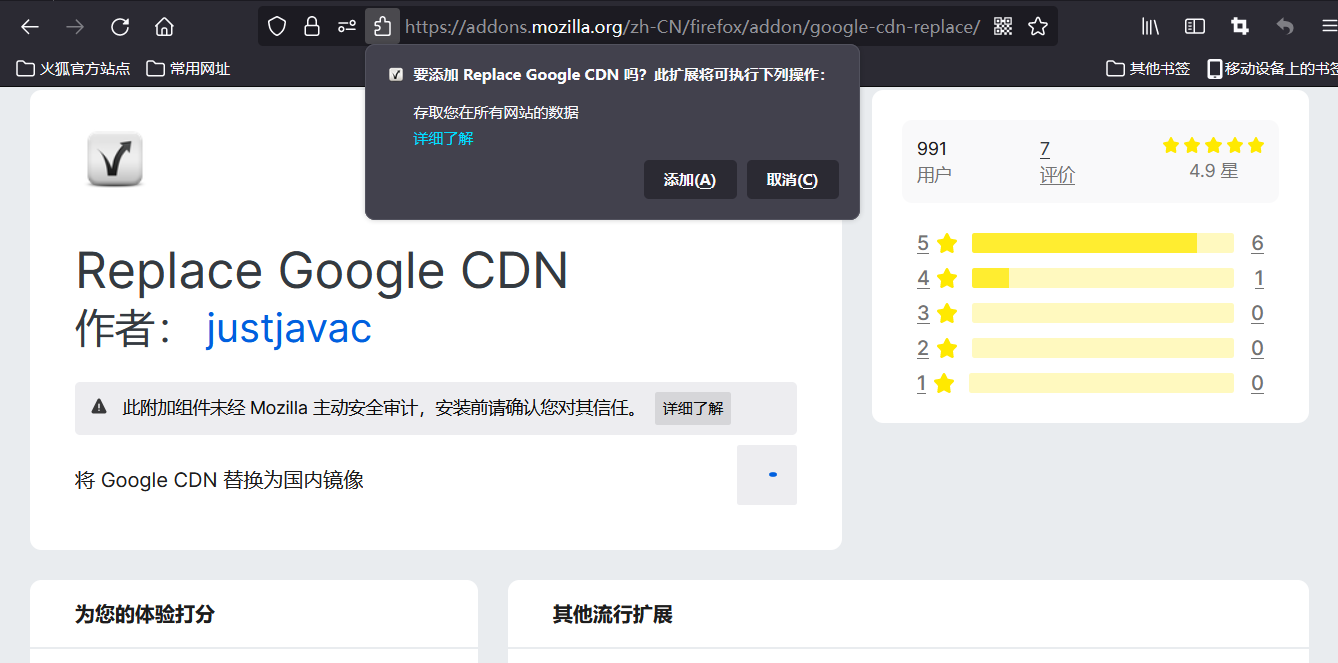 https://addons.mozilla.org/zh-CN/firefox/addon/google-cdn-replace/
火狐官方站点
常用网址
其他书签
移动设备上的书签
要添加 Replace Google CDN 吗？此扩展将可执行下列操作：
存取您在所有网站的数据
详细了解
添加(A)
取消(C)
Replace Google CDN
作者： justjavac
此附加组件未经 Mozilla 主动安全审计，安装前请确认您对其信任。
详细了解
将 Google CDN 替换为国内镜像
991
用户
7
评价
4.9 星
5 6
4 1
3 0
2 0
1 0
为您的体验打分
其他流行扩展